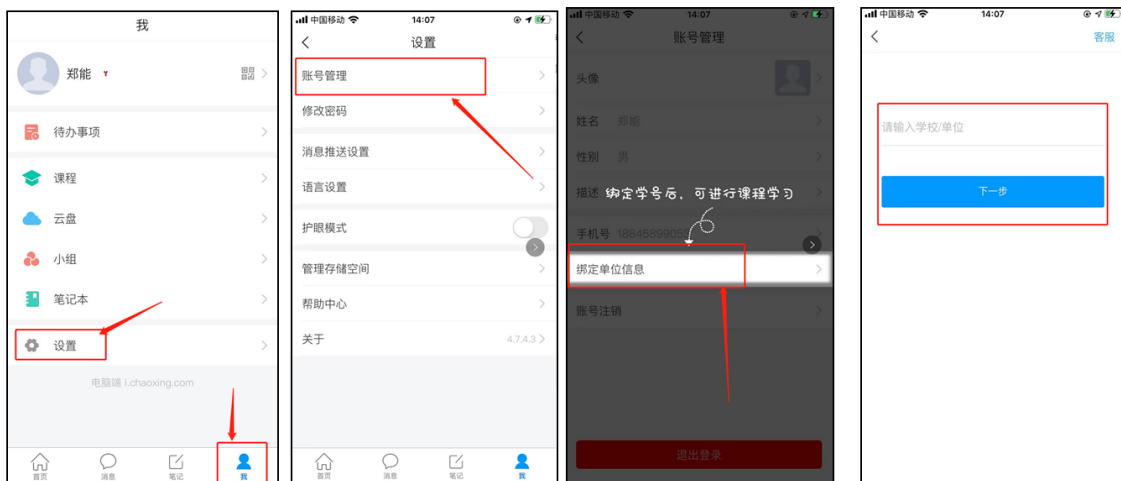 我
郑能
待办事项
课程
云盘
小组
笔记本
设置
电脑端 i.chaoxing.com
首页
消息
笔记
我
中国移动
14:07
设置
账号管理
修改密码
消息推送设置
语言设置
护眼模式
管理存储空间
帮助中心
关于
4.7.4.3
首页
消息
笔记
我
中国移动
14:07
账号管理
头像
姓名 郑能
性别 男
描述
绑定学号后，可进行课程学习
手机号
绑定单位信息
账号注销
退出登录
中国移动
14:07
客服
请输入学校/单位
下一步